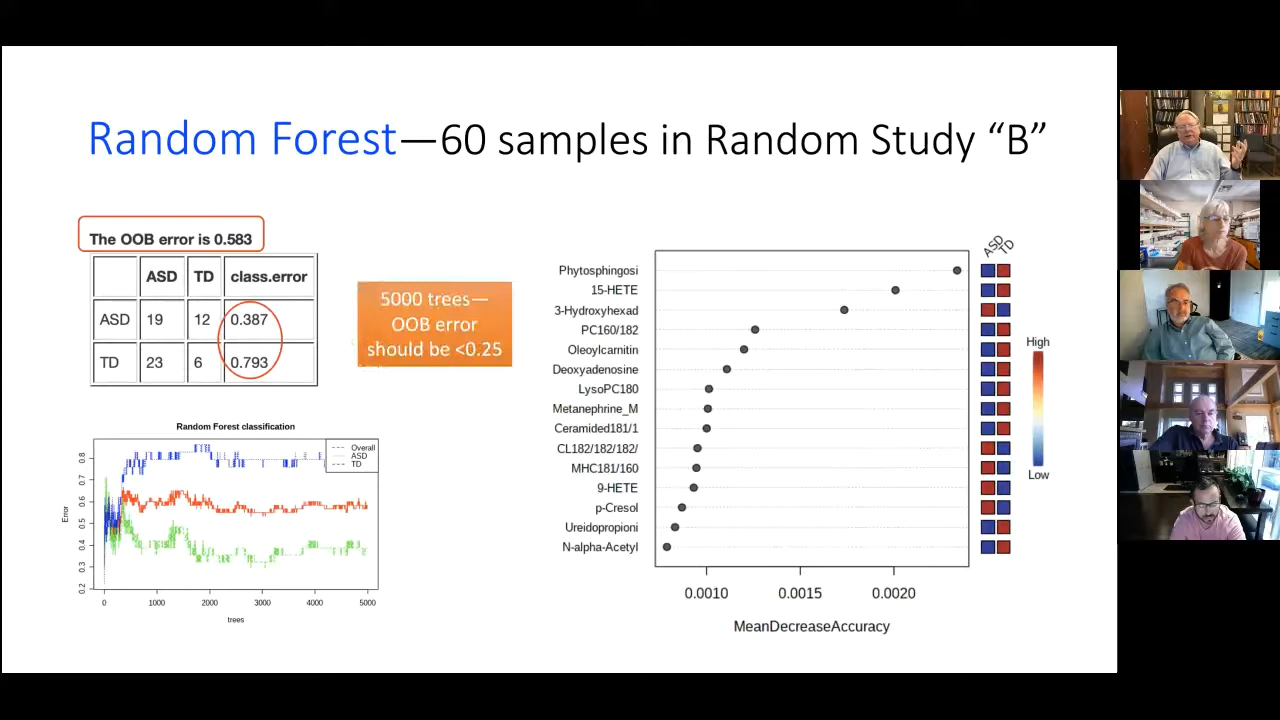 Random Forest—60 samples in Random Study “B”
The OOB error is 0.583
ASD TD class.error
ASD 19 12 0.387
TD 23 6 0.793
5000 trees—
OOB error
should be <0.25
Random Forest classification
Overall
ASD
TD
Error
0.8
0.7
0.6
0.5
0.4
0.3
0.2
0 1000 2000 3000 4000 5000
trees
ASD TD
Phytosphingosi
15-HETE
3-Hydroxyhexad
PC160/182
Oleoylcarnitin
Deoxyadenosine
LysoPC180
Metanephrine_M
Ceramided181/1
CL182/182/182/
MHC181/160
9-HETE
p-Cresol
Ureidopropioni
N-alpha-Acetyl
0.0010 0.0015 0.0020
MeanDecreaseAccuracy
High
Low